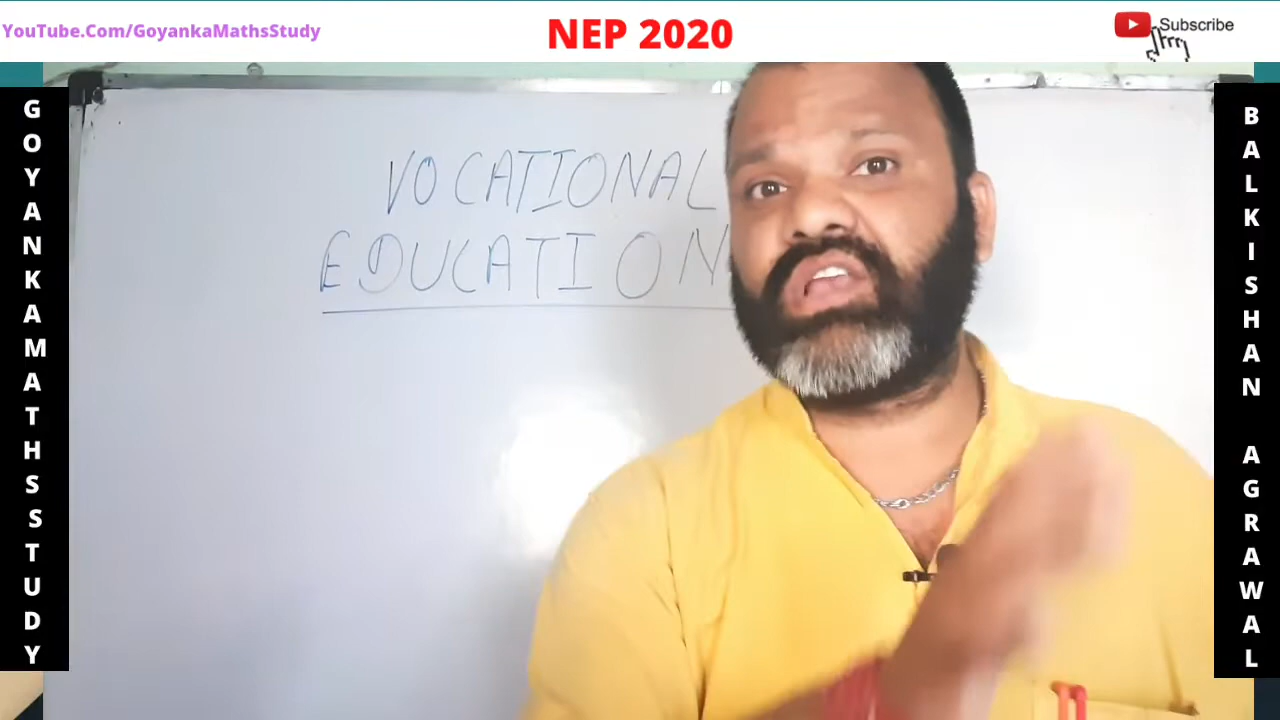 YouTube.Com/GoyankaMathsStudy
NEP 2020
Subscribe
GOYANKAMATHSSTUDY
VOCATIONAL
EDUCATION
BALKISHAN AGRAWAL